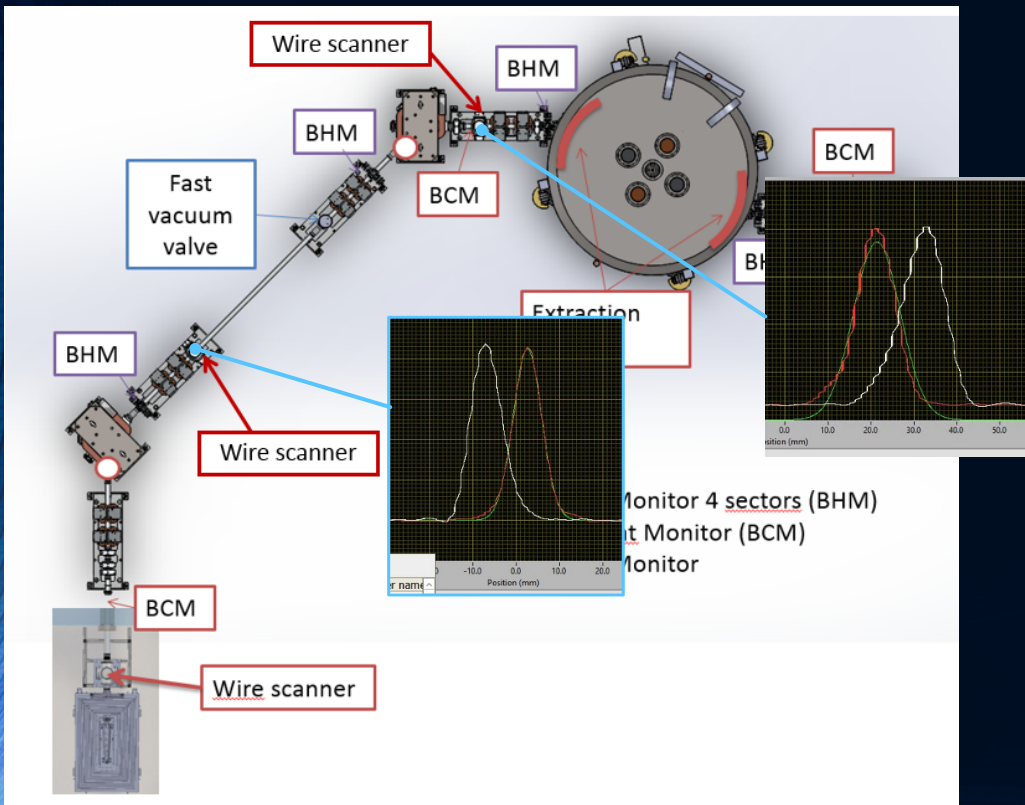 Wire scanner
BHM
BHM
BCM
BCM
Fast
vacuum
valve
Extraction
BHM
Wire scanner
Monitor 4 sectors (BHM)
Monitor (BCM)
Monitor
0.0 10.0 20.0 30.0 40.0 50.0
(mm)
-10.0 0.0 10.0 20.0
Position (mm)
name
BCM
Wire scanner